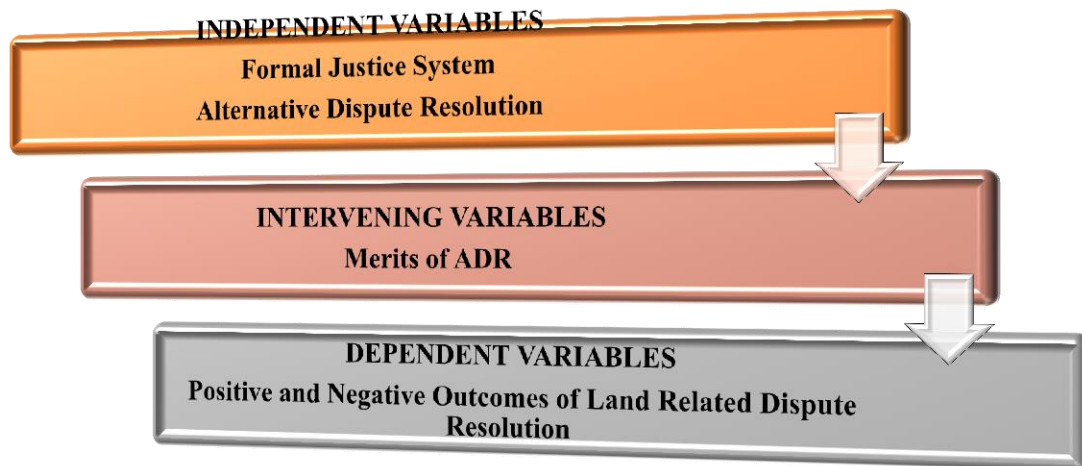 INDEPENDENT VARIABLES
Formal Justice System
Alternative Dispute Resolution
INTERVENING VARIABLES
Merits of ADR
DEPENDENT VARIABLES
Positive and Negative Outcomes of Land Related Dispute
Resolution